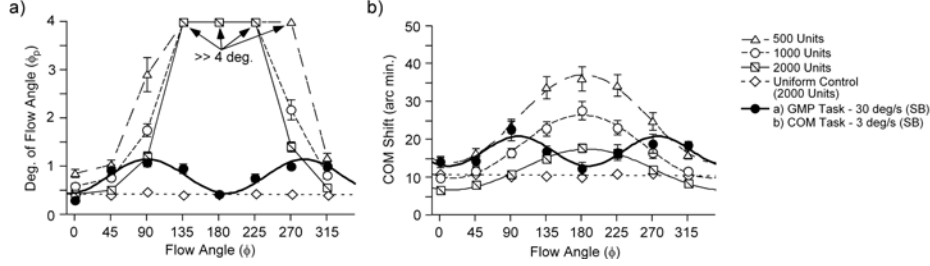 a)
Deg. of Flow Angle (ϕp)
4
3
2
1
0
>> 4 deg.
0 45 90 135 180 225 270 315
Flow Angle (ϕ)
b)
COM Shift (arc min.)
50
40
30
20
10
0
0 45 90 135 180 225 270 315
Flow Angle (ϕ)
500 Units
1000 Units
2000 Units
Uniform Control
(2000 Units)
a) GMP Task - 30 deg/s (SB)
b) COM Task - 3 deg/s (SB)